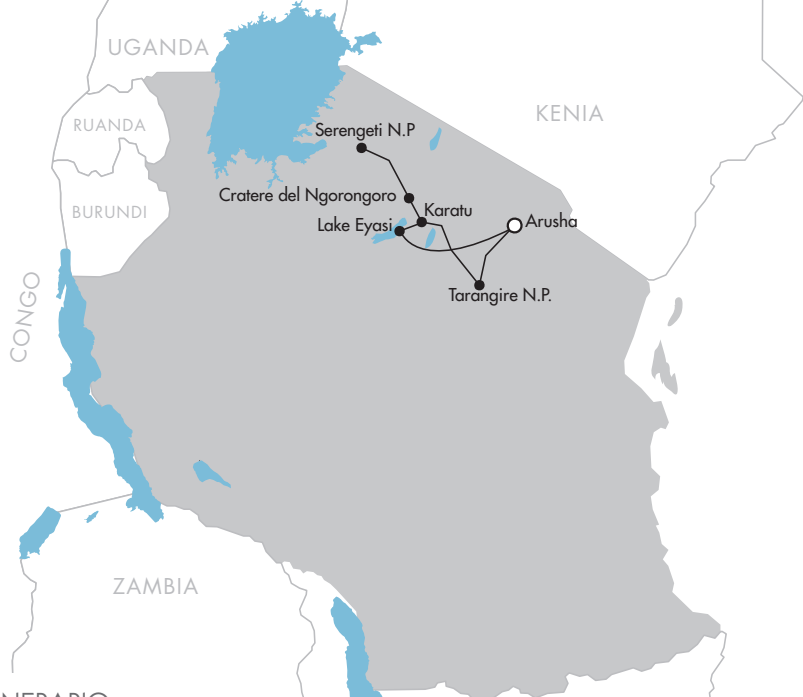 UGANDA
KENIA
RUANDA
Serengeti N.P
Cratere del Ngorongoro
BURUNDI
Karatu
Lake Eyasi
Arusha
Tarangire N.P.
CONGO
ZAMBIA